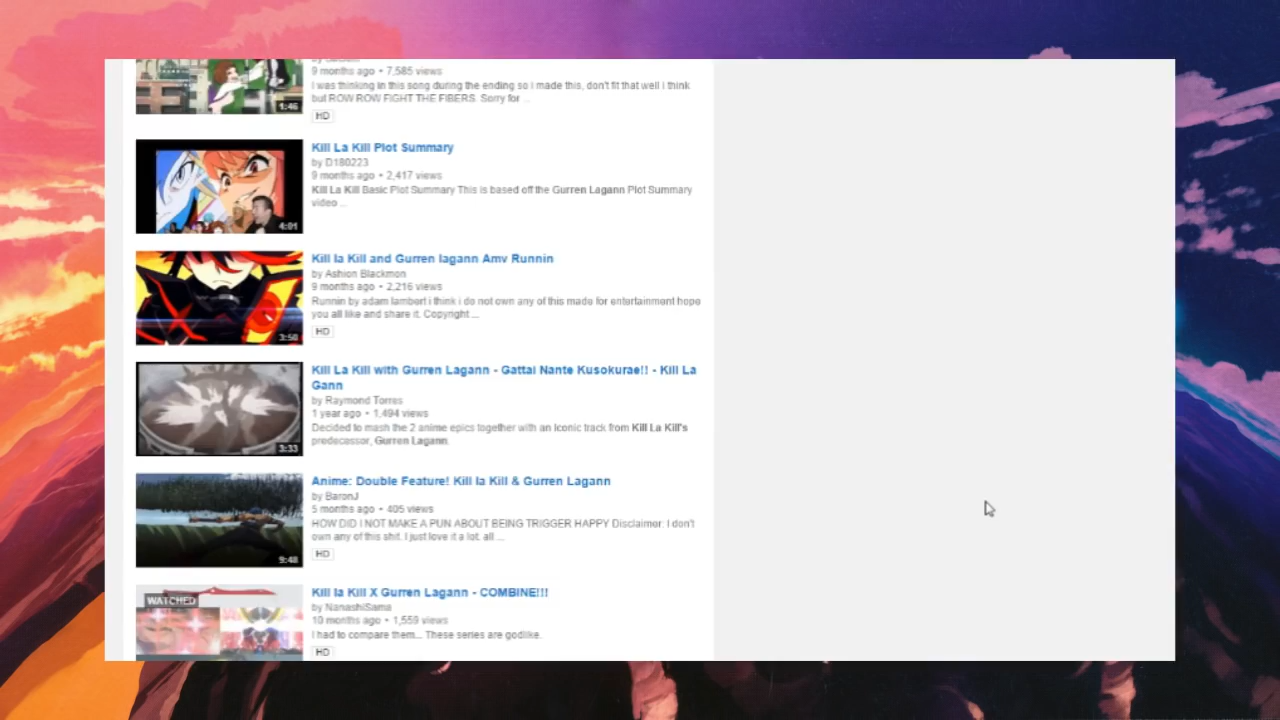 9 months ago • 7,585 views
I was thinking in this song during the ending so i made this, don't fit that well i think
but ROW ROW FIGHT THE FIBERS. Sorry for ...
1:46
HD
Kill La Kill Plot Summary
by D180223
9 months ago • 2,417 views
Kill La Kill Basic Plot Summary This is based off the Gurren Lagann Plot Summary
video ...
4:01
Kill la Kill and Gurren lagann Amv Runnin
by Ashion Blackmon
9 months ago • 2,216 views
Runnin by adam lambert i think i do not own any of this made for entertainment hope
you all like and share it. Copyright ...
HD
3:50
Kill La Kill with Gurren Lagann - Gattai Nante Kusokurae!! - Kill La
Gann
by Raymond Torres
1 year ago • 1,494 views
Decided to mash the 2 anime epics together with an iconic track from Kill La Kill's
predecessor, Gurren Lagann.
3:33
Anime: Double Feature! Kill la Kill & Gurren Lagann
by BaronJ
5 months ago • 405 views
HOW DID I NOT MAKE A PUN ABOUT BEING TRIGGER HAPPY Disclaimer: I don't
own any of this shit. I just love it a lot. all ...
HD
9:48
Kill la Kill X Gurren Lagann - COMBINE!!!
WATCHED
by NanashiSama
10 months ago • 1,559 views
I had to compare them... These series are godlike.
HD